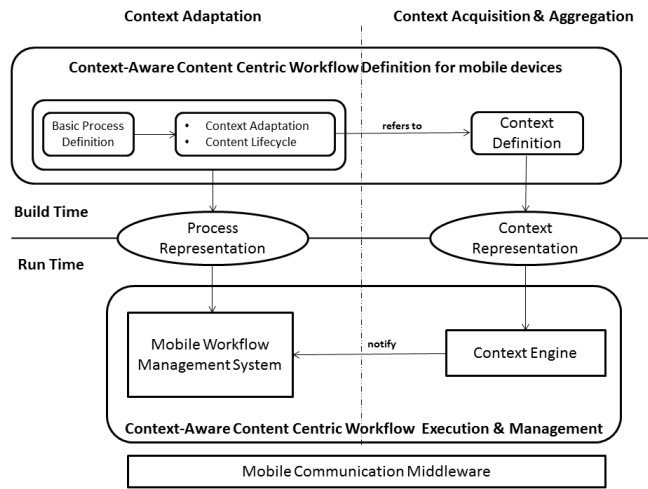 Context Adaptation
Context Acquisition & Aggregation
Context-Aware Content Centric Workflow Definition for mobile devices
Basic Process
Definition
• Context Adaptation
• Content Lifecycle
refers to
Context
Definition
Build Time
Process
Representation
Context
Representation
Run Time
Mobile Workflow
Management System
notify
Context Engine
Context-Aware Content Centric Workflow Execution & Management
Mobile Communication Middleware